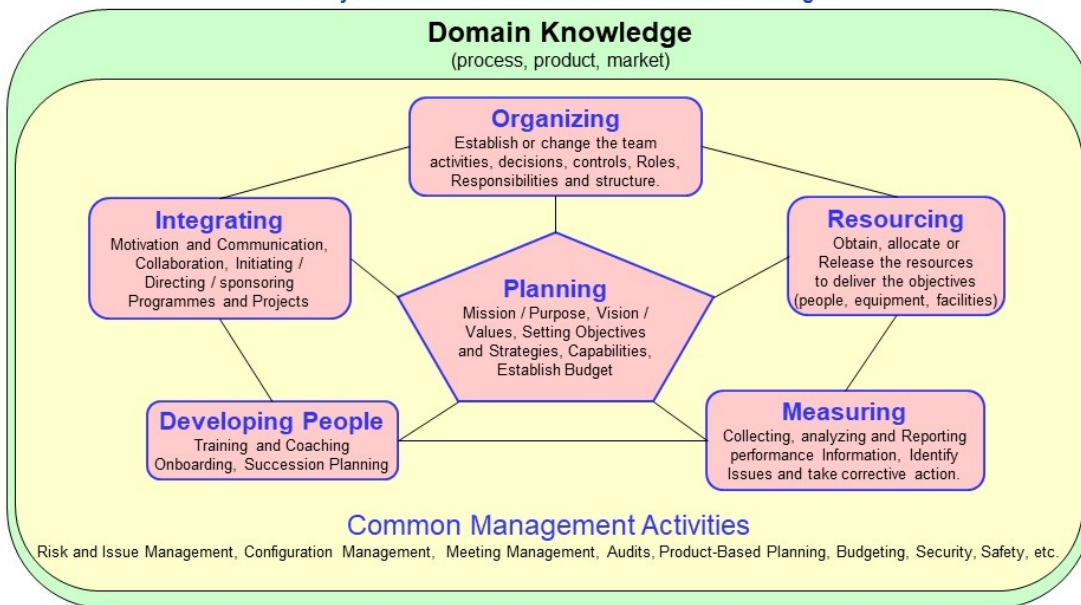 Domain Knowledge
(process, product, market)
Organizing
Establish or change the team
activities, decisions, controls, Roles,
Responsibilities and structure.
Integrating
Motivation and Communication,
Collaboration, Initiating /
Directing / sponsoring
Programmes and Projects
Resourcing
Obtain, allocate or
Release the resources
to deliver the objectives
(people, equipment, facilities)
Planning
Mission / Purpose, Vision /
Values, Setting Objectives
and Strategies, Capabilities,
Establish Budget
Developing People
Training and Coaching
Onboarding, Succession Planning
Measuring
Collecting, analyzing and Reporting
performance Information, Identify
Issues and take corrective action.
Common Management Activities
Risk and Issue Management, Configuration Management, Meeting Management, Audits, Product-Based Planning, Budgeting, Security, Safety, etc.